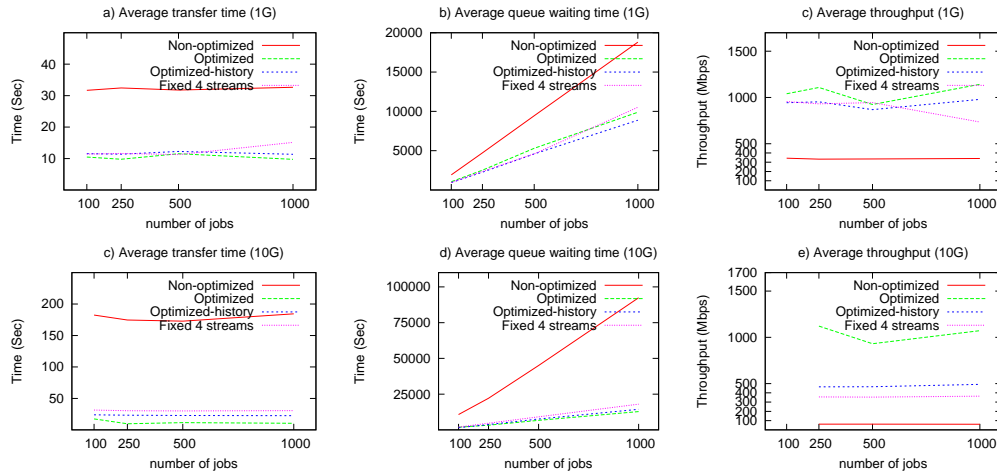 a) Average transfer time (1G)
Time (Sec)
40
30
20
10
Non-optimized
Optimized
Optimized-history
Fixed 4 streams
100 250 500 1000
number of jobs
b) Average queue waiting time (1G)
Time (Sec)
20000
15000
10000
5000
Non-optimized
Optimized
Optimized-history
Fixed 4 streams
100 250 500 1000
number of jobs
c) Average throughput (1G)
Throughput (Mbps)
1500
1000
500
400
300
200
100
Non-optimized
Optimized
Optimized-history
Fixed 4 streams
100 250 500 1000
number of jobs
c) Average transfer time (10G)
Time (Sec)
200
150
100
50
Non-optimized
Optimized
Optimized-history
Fixed 4 streams
100 250 500 1000
number of jobs
d) Average queue waiting time (10G)
Time (Sec)
100000
75000
50000
25000
Non-optimized
Optimized
Optimized-history
Fixed 4 streams
100 250 500 1000
number of jobs
e) Average throughput (10G)
Throughput (Mbps)
1700
1500
1000
500
400
300
200
100
Non-optimized
Optimized
Optimized-history
Fixed 4 streams
100 250 500 1000
number of jobs